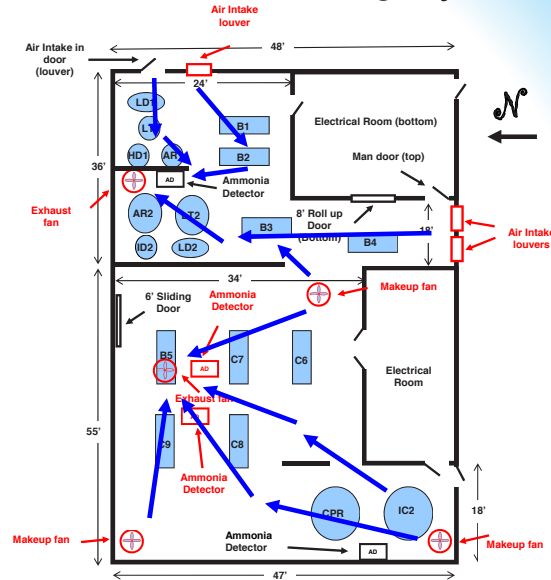 Air Intake
louver
Air Intake in
door
(louver)
48'
24'
N
LD1
B1
Electrical Room (bottom)
HD1
AR
B2
Man door (top)
36'
AD
Ammonia
Detector
Exhaust
fan
AR2
LT2
8' Roll up
Door
(Bottom)
B3
18'
B4
Air Intake
louvers
ID2
LD2
34'
Makeup fan
6' Sliding
Door
Ammonia
Detector
B5
AD
C7
C6
Electrical
Room
Exhaust fan
AD
55'
C9
C8
Ammonia
Detector
18'
CPR
IC2
Makeup fan
Ammonia
Detector
AD
Makeup fan
47'